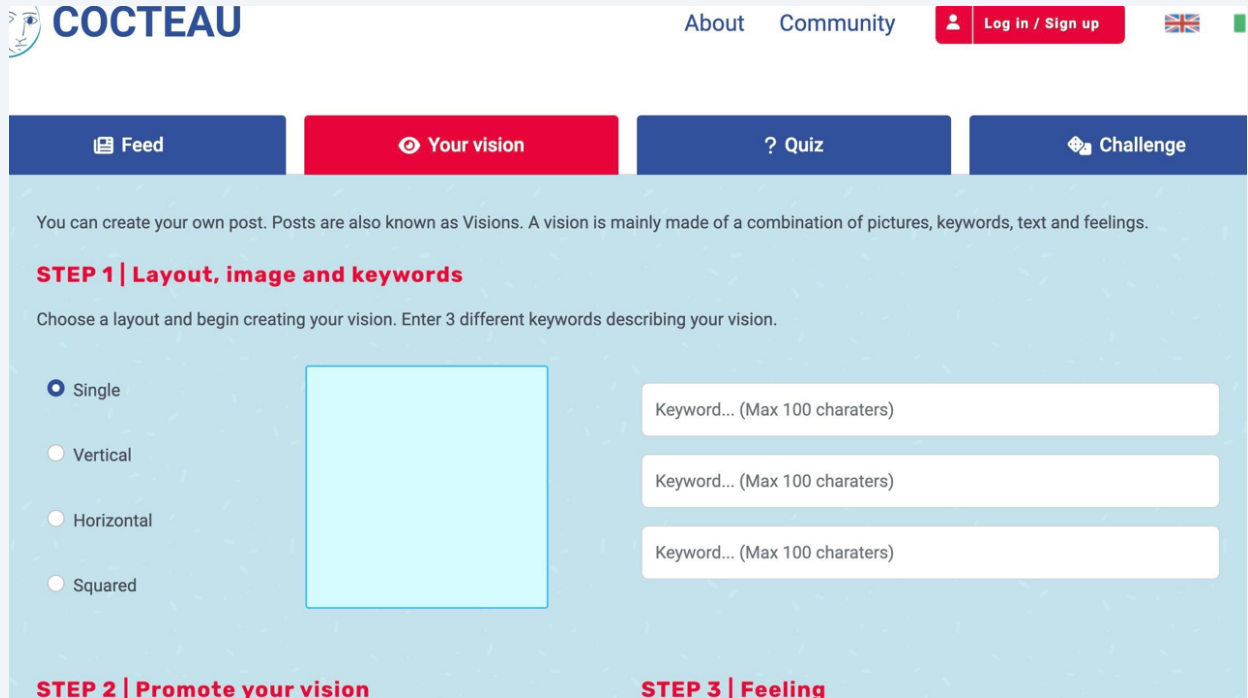 COCTEAU
About Community Log in / Sign up
Feed Your vision ? Quiz Challenge
You can create your own post. Posts are also known as Visions. A vision is mainly made of a combination of pictures, keywords, text and feelings.
STEP 1 | Layout, image and keywords
Choose a layout and begin creating your vision. Enter 3 different keywords describing your vision.
Single
Vertical
Horizontal
Squared
Keyword... (Max 100 charaters)
Keyword... (Max 100 charaters)
Keyword... (Max 100 charaters)
STEP 2 | Promote your vision
STEP 3 | Feeling